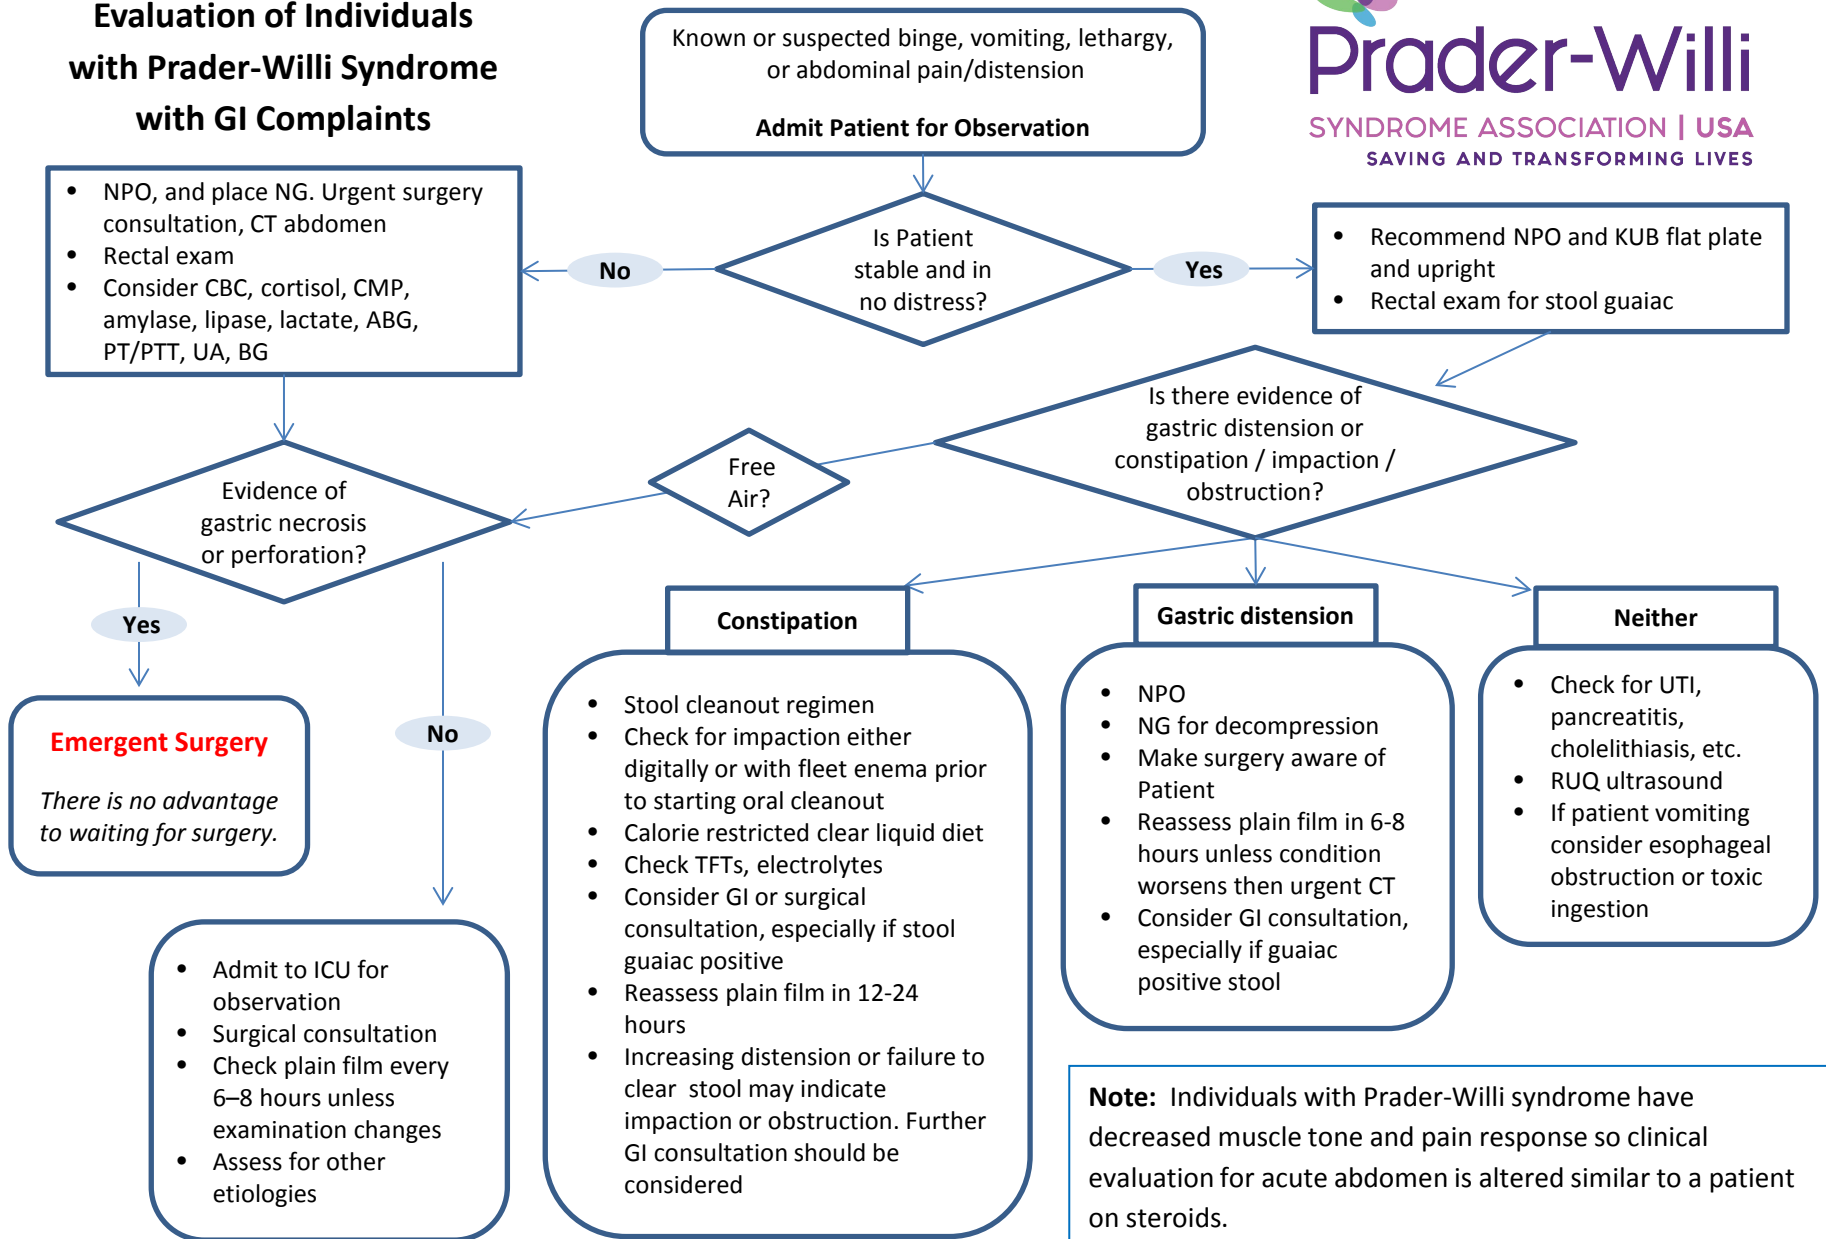 Evaluation of Individuals
with Prader-Willi Syndrome
with GI Complaints
Known or suspected binge, vomiting, lethargy,
or abdominal pain/distension
Admit Patient for Observation
Prader-Willi
SYNDROME ASSOCIATION | USA
SAVING AND TRANSFORMING LIVES
• NPO, and place NG. Urgent surgery
consultation, CT abdomen
• Rectal exam
• Consider CBC, cortisol, CMP,
amylase, lipase, lactate, ABG,
PT/PTT, UA, BG
No
Is Patient
stable and in
no distress?
Yes
• Recommend NPO and KUB flat plate
and upright
• Rectal exam for stool guaiac
Is there evidence of
gastric distension or
constipation / impaction /
obstruction?
Free
Air?
Evidence of
gastric necrosis
or perforation?
Yes
Emergent Surgery
There is no advantage
to waiting for surgery.
No
• Admit to ICU for
observation
• Surgical consultation
• Check plain film every
6–8 hours unless
examination changes
• Assess for other
etiologies
Constipation
• Stool cleanout regimen
• Check for impaction either
digitally or with fleet enema prior
to starting oral cleanout
• Calorie restricted clear liquid diet
• Check TFTs, electrolytes
• Consider GI or surgical
consultation, especially if stool
guaiac positive
• Reassess plain film in 12-24
hours
• Increasing distension or failure to
clear stool may indicate
impaction or obstruction. Further
GI consultation should be
considered
Gastric distension
• NPO
• NG for decompression
• Make surgery aware of
Patient
• Reassess plain film in 6-8
hours unless condition
worsens then urgent CT
• Consider GI consultation,
especially if guaiac
positive stool
Neither
• Check for UTI,
pancreatitis,
cholelithiasis, etc.
• RUQ ultrasound
• If patient vomiting
consider esophageal
obstruction or toxic
ingestion
Note: Individuals with Prader-Willi syndrome have
decreased muscle tone and pain response so clinical
evaluation for acute abdomen is altered similar to a patient
on steroids.